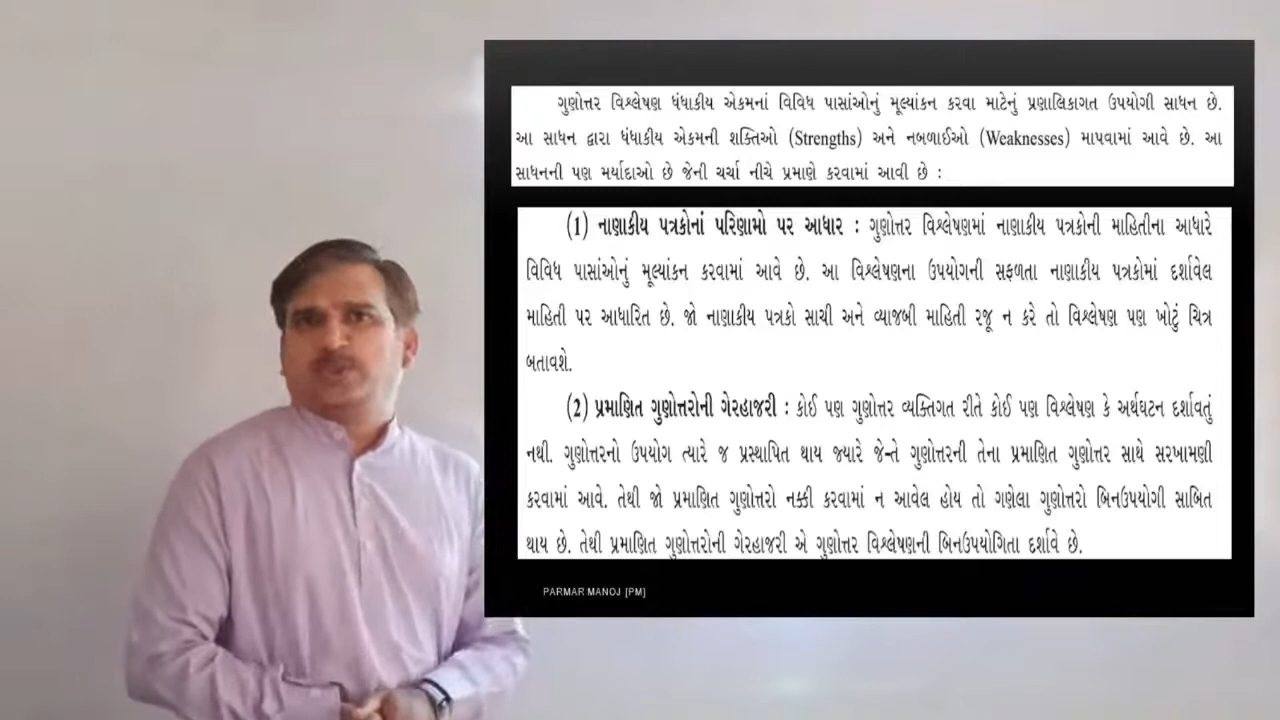 ગુણોત્તર વિશ્લેષણ ધંધાકીય એકમનાં વિવિધ પાસાંઓનું મૂલ્યાંકન કરવા માટેનું પ્રણાલિકાગત ઉપયોગી સાધન છે.
આ સાધન દ્વારા ધંધાકીય એકમની શક્તિઓ (Strengths) અને નબળાઈઓ (Weaknesses) માપવામાં આવે છે. આ
સાધનની પણ મર્યાદાઓ છે જેની ચર્ચા નીચે પ્રમાણે કરવામાં આવી છે :
(1) નાણાકીય પત્રકોનાં પરિણામો પર આધાર : ગુણોત્તર વિશ્લેષણમાં નાણાકીય પત્રકોની માહિતીના આધારે
વિવિધ પાસાંઓનું મૂલ્યાંકન કરવામાં આવે છે. આ વિશ્લેષણના ઉપયોગની સફળતા નાણાકીય પત્રકોમાં દર્શાવેલ
માહિતી પર આધારિત છે. જો નાણાકીય પત્રકો સાચી અને વ્યાજબી માહિતી રજૂ ન કરે તો વિશ્લેષણ પણ ખોટું ચિત્ર
બતાવશે.
(2) પ્રમાણિત ગુણોત્તરોની ગેરહાજરી : કોઈ પણ ગુણોત્તર વ્યક્તિગત રીતે કોઈ પણ વિશ્લેષણ કે અર્થઘટન દર્શાવતું
નથી. ગુણોત્તરનો ઉપયોગ ત્યારે જ પ્રસ્થાપિત થાય જ્યારે જે-તે ગુણોત્તરની તેના પ્રમાણિત ગુણોત્તર સાથે સરખામણી
કરવામાં આવે. તેથી જો પ્રમાણિત ગુણોત્તરો નક્કી કરવામાં ન આવેલ હોય તો ગણેલા ગુણોત્તરો બિનઉપયોગી સાબિત
થાય છે. તેથી પ્રમાણિત ગુણોત્તરોની ગેરહાજરી એ ગુણોત્તર વિશ્લેષણની બિનઉપયોગિતા દર્શાવે છે.
PARMAR MANOJ [PM]